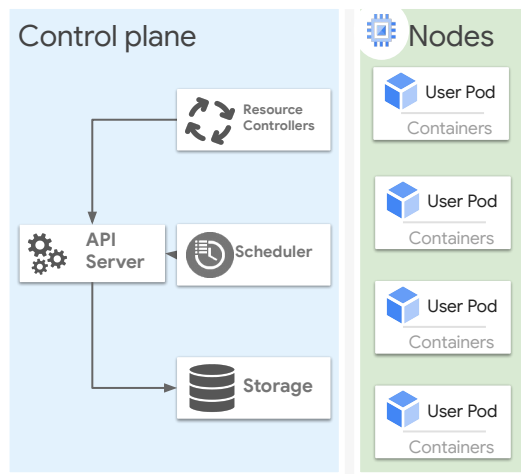 Control plane
Resource
Controllers
API
Server
Scheduler
Storage
Nodes
User Pod
Containers
User Pod
Containers
User Pod
Containers
User Pod
Containers